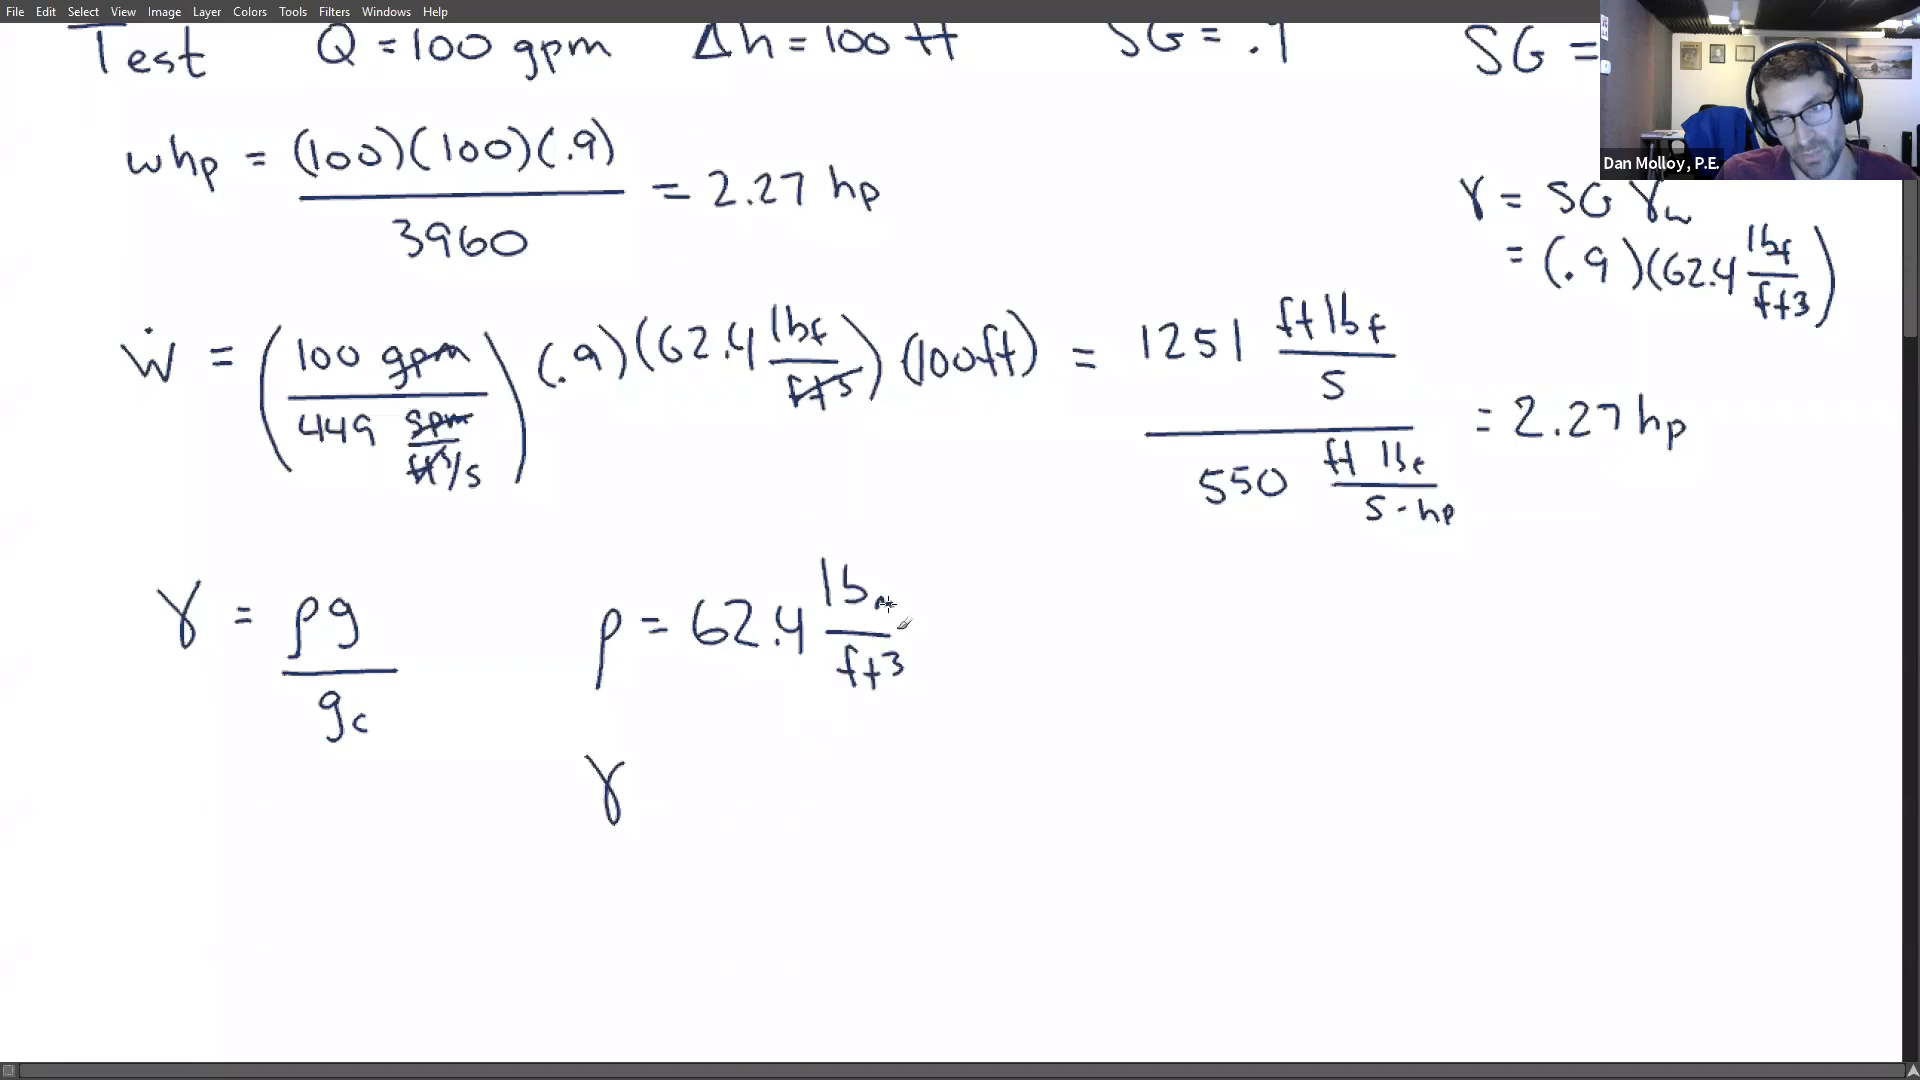 File Edit Select View Image Layer Colors Tools Filters Windows Help
Test Q = 100 gpm Δh = 100 ft SG = .9 SG =
Dan Molloy, P.E.
whp = (100)(100)(.9) / 3960 = 2.27 hp
γ = SG γw
= (.9)(62.4 lbf/ft3)
Ẇ = (100 gpm / 449 gpm/ft³/s)(.9)(62.4 lbf/ft3)(100ft) = 1251 ft lbf/s / 550 ft lbf/s·hp = 2.27 hp
γ = ρg / gc ρ = 62.4 lbm/ft3
γ